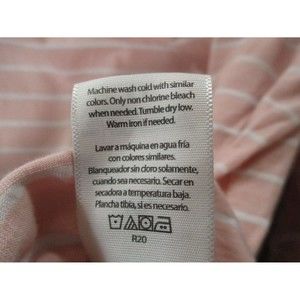 Machine wash cold with similar
colors. Only non chlorine bleach
when needed. Tumble dry low.
Warm iron if needed.
Lavar a máquina en agua fría
con colores similares.
Blanqueador sin cloro solamente,
cuando sea necesario. Secar en
secadora a temperatura baja.
Plancha tibia, si es necesario.
R20